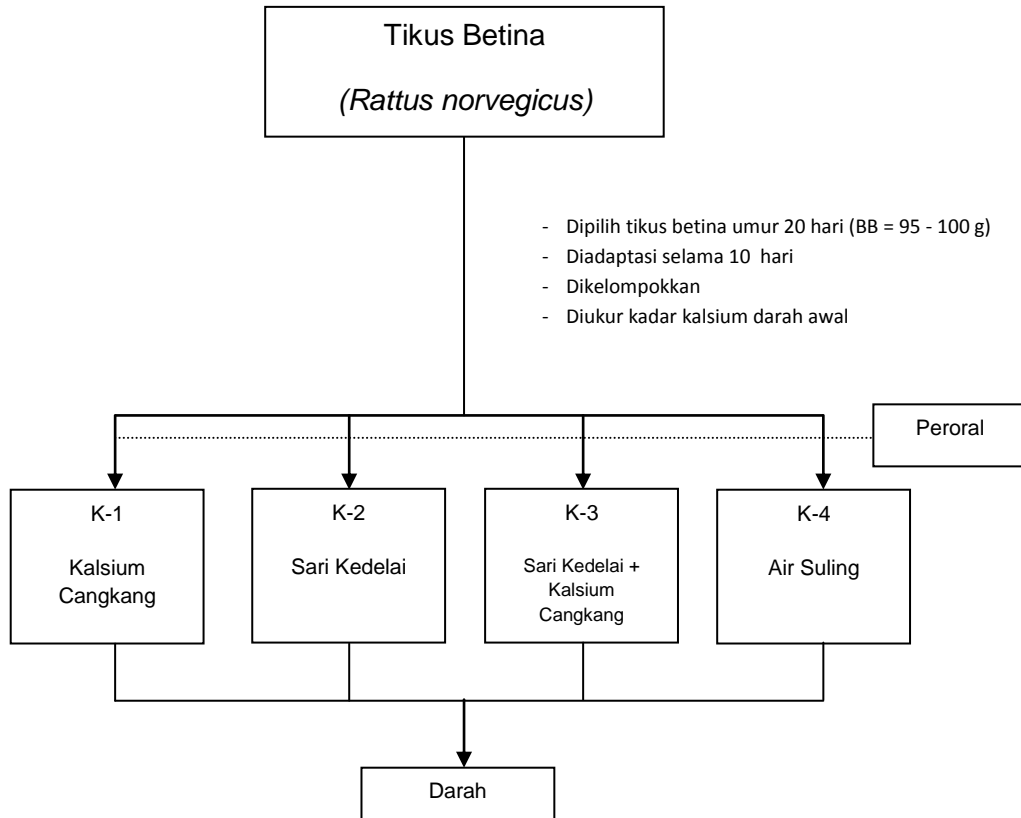 Tikus Betina
(Rattus norvegicus)
- Dipilih tikus betina umur 20 hari (BB = 95 - 100 g)
- Diadaptasi selama 10 hari
- Dikelompokkan
- Diukur kadar kalsium darah awal
Peroral
K-1
Kalsium
Cangkang
K-2
Sari Kedelai
K-3
Sari Kedelai +
Kalsium
Cangkang
K-4
Air Suling
Darah